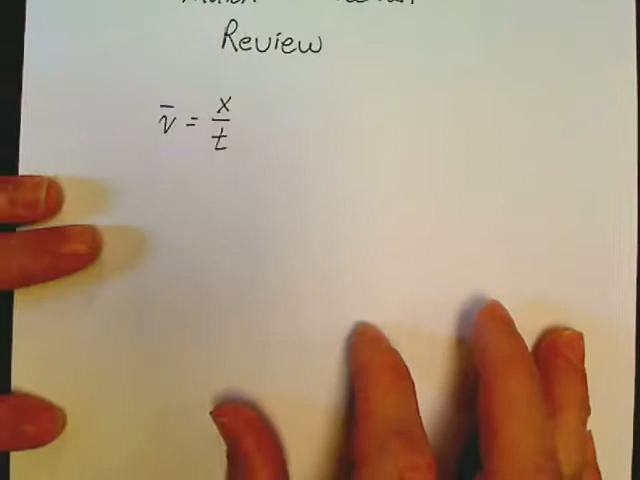 Review
v̄ = x/t